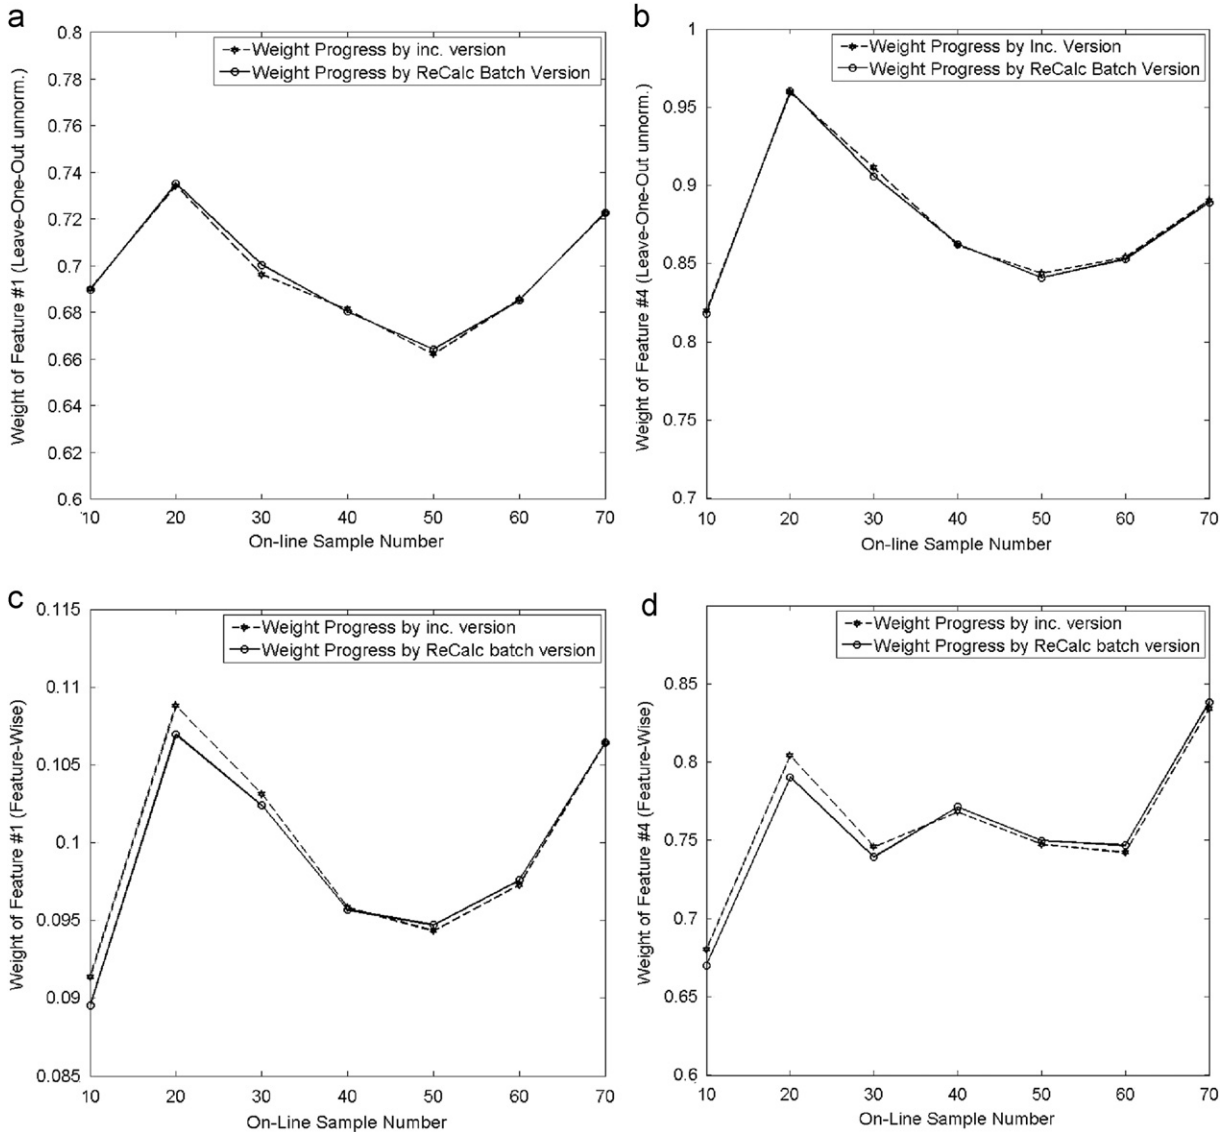 a
0.8
0.78
0.76
0.74
0.72
0.7
0.68
0.66
0.64
0.62
0.6
Weight of Feature #1 (Leave-One-Out unnorm.)
Weight Progress by inc. version
Weight Progress by ReCalc Batch Version
10 20 30 40 50 60 70
On-line Sample Number
b
1
0.95
0.9
0.85
0.8
0.75
0.7
Weight of Feature #4 (Leave-One-Out unnorm.)
Weight Progress by Inc. Version
Weight Progress by ReCalc Batch Version
10 20 30 40 50 60 70
On-line Sample Number
c
0.115
0.11
0.105
0.1
0.095
0.09
0.085
Weight of Feature #1 (Feature-Wise)
Weight Progress by inc. version
Weight Progress by ReCalc batch version
10 20 30 40 50 60 70
On-Line Sample Number
d
0.85
0.8
0.75
0.7
0.65
0.6
Weight of Feature #4 (Feature-Wise)
Weight Progress by inc. version
Weight Progress by ReCalc batch version
10 20 30 40 50 60 70
On-Line Sample Number